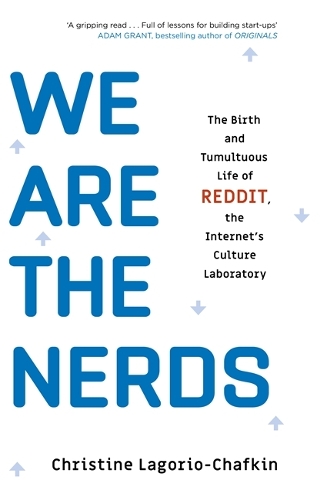 'A gripping read . . . Full of lessons for building start-ups'
ADAM GRANT, bestselling author of ORIGINALS
WE
ARE
THE
NERDS
The Birth
and
Tumultuous
Life of
REDDIT,
the
Internet's
Culture
Laboratory
Christine Lagorio-Chafkin